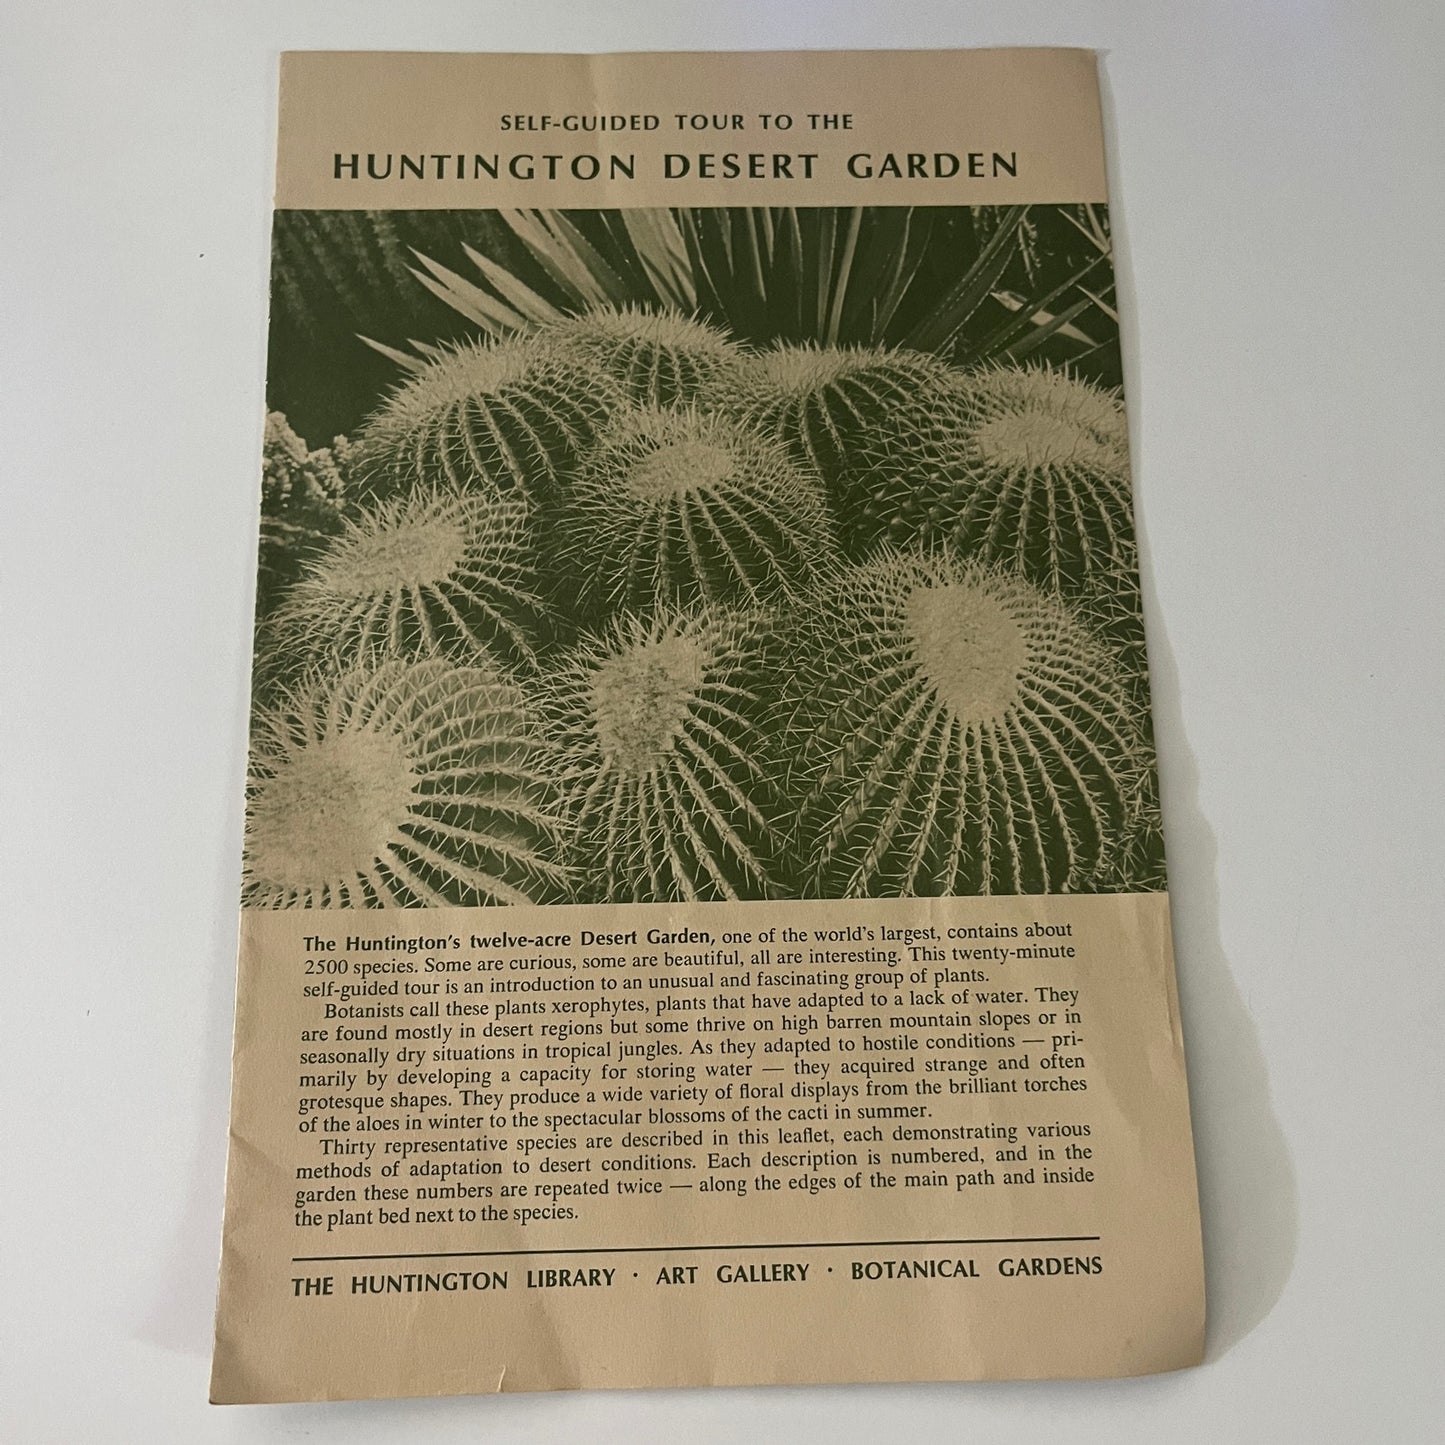 SELF-GUIDED TOUR TO THE
HUNTINGTON DESERT GARDEN
The Huntington's twelve-acre Desert Garden, one of the world's largest, contains about
2500 species. Some are curious, some are beautiful, all are interesting. This twenty-minute
self-guided tour is an introduction to an unusual and fascinating group of plants.
Botanists call these plants xerophytes, plants that have adapted to a lack of water. They
are found mostly in desert regions but some thrive on high barren mountain slopes or in
seasonally dry situations in tropical jungles. As they adapted to hostile conditions — pri-
marily by developing a capacity for storing water — they acquired strange and often
grotesque shapes. They produce a wide variety of floral displays from the brilliant torches
of the aloes in winter to the spectacular blossoms of the cacti in summer.
Thirty representative species are described in this leaflet, each demonstrating various
methods of adaptation to desert conditions. Each description is numbered, and in the
garden these numbers are repeated twice — along the edges of the main path and inside
the plant bed next to the species.
THE HUNTINGTON LIBRARY · ART GALLERY · BOTANICAL GARDENS